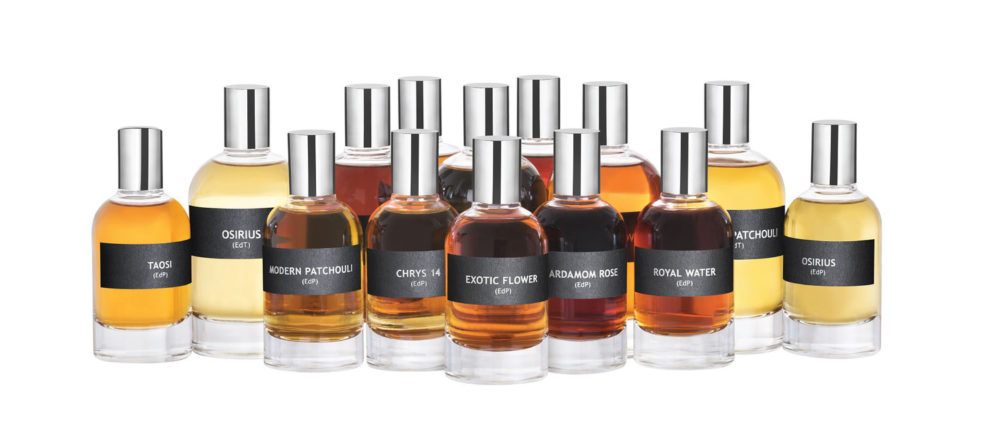 TAOSI
(EdP)
OSIRIUS
(EdT)
MODERN PATCHOULI
(EdP)
CHRYS 14
(EdP)
EXOTIC FLOWER
(EdP)
ARDAMOM ROSE
(EdP)
ROYAL WATER
(EdP)
PATCHOULI
(EdT)
OSIRIUS
(EdP)